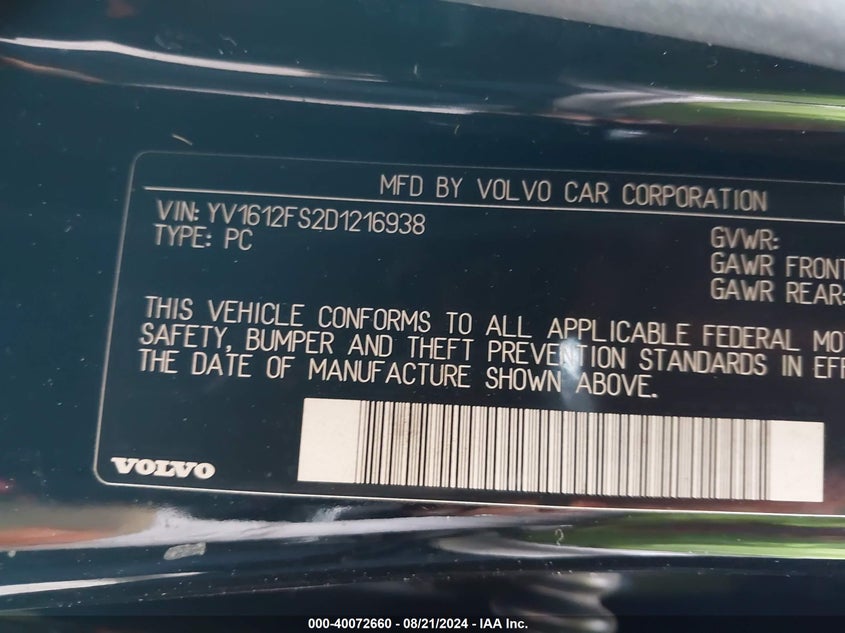 MFD BY VOLVO CAR CORPORATION
VIN: YV1612FS2D1216938
TYPE: PC
GVWR:
GAWR FRONT
GAWR REAR:
THIS VEHICLE CONFORMS TO ALL APPLICABLE FEDERAL MOT
SAFETY, BUMPER AND THEFT PREVENTION STANDARDS IN EFF
THE DATE OF MANUFACTURE SHOWN ABOVE.
VOLVO
000-40072660 - 08/21/2024 - IAA Inc.